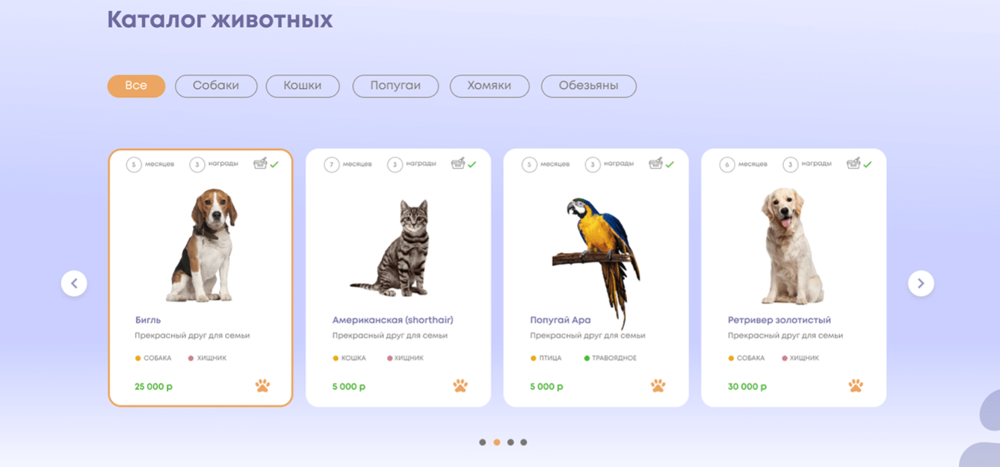 Каталог животных
Все Собаки Кошки Попугаи Хомяки Обезьяны
5 месяцев 3 награды
7 месяцев 3 награды
5 месяцев 3 награды
6 месяцев 3 награды
Бигль
Прекрасный друг для семьи
СОБАКА ХИЩНИК
25 000 р
Американская (shorthair)
Прекрасный друг для семьи
КОШКА ХИЩНИК
5 000 р
Попугай Ара
Прекрасный друг для семьи
ПТИЦА ТРАВОЯДНОЕ
5 000 р
Ретривер золотистый
Прекрасный друг для семьи
СОБАКА ХИЩНИК
30 000 р